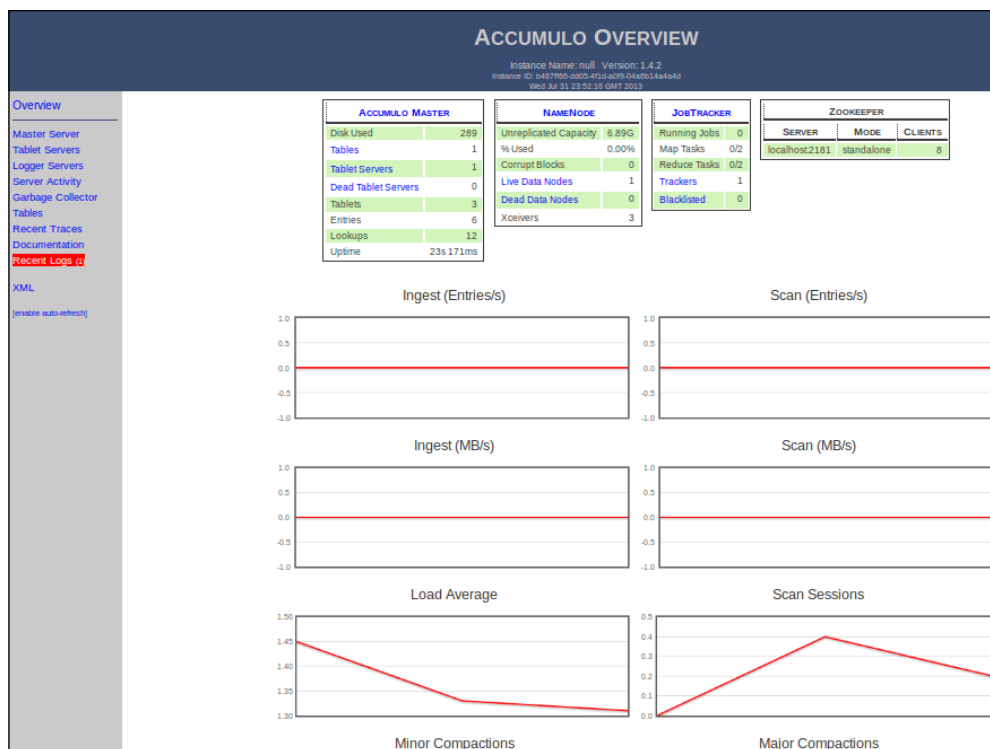 ACCUMULO OVERVIEW
Instance Name: null Version: 1.4.2
Instance ID: b467ff66-dd05-4f1d-a0f9-04a6b14a4a4d
Wed Jul 31 23:52:16 GMT 2013
Overview
Master Server
Tablet Servers
Logger Servers
Server Activity
Garbage Collector
Tables
Recent Traces
Documentation
Recent Logs (1)
XML
[enable auto-refresh]
ACCUMULO MASTER
Disk Used 289
Tables 1
Tablet Servers 1
Dead Tablet Servers 0
Tablets 3
Entries 6
Lookups 12
Uptime 23s 171ms
NAMENODE
Unreplicated Capacity 6.89G
% Used 0.00%
Corrupt Blocks 0
Live Data Nodes 1
Dead Data Nodes 0
Xceivers 3
JOBTRACKER
Running Jobs 0
Map Tasks 0/2
Reduce Tasks 0/2
Trackers 1
Blacklisted 0
ZOOKEEPER
SERVER MODE CLIENTS
localhost:2181 standalone 8
Ingest (Entries/s)
1.0
0.5
0.0
-0.5
-1.0
Scan (Entries/s)
1.0
0.5
0.0
-0.5
-1.0
Ingest (MB/s)
1.0
0.5
0.0
-0.5
-1.0
Scan (MB/s)
1.0
0.5
0.0
-0.5
-1.0
Load Average
1.50
1.45
1.40
1.35
1.30
Scan Sessions
0.5
0.4
0.3
0.2
0.1
0.0
Minor Compactions
Major Compactions